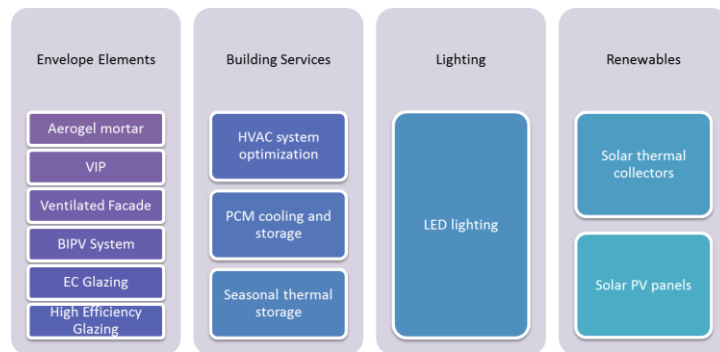 Envelope Elements
Aerogel mortar
VIP
Ventilated Facade
BIPV System
EC Glazing
High Efficiency
Glazing
Building Services
HVAC system
optimization
PCM cooling and
storage
Seasonal thermal
storage
Lighting
LED lighting
Renewables
Solar thermal
collectors
Solar PV panels